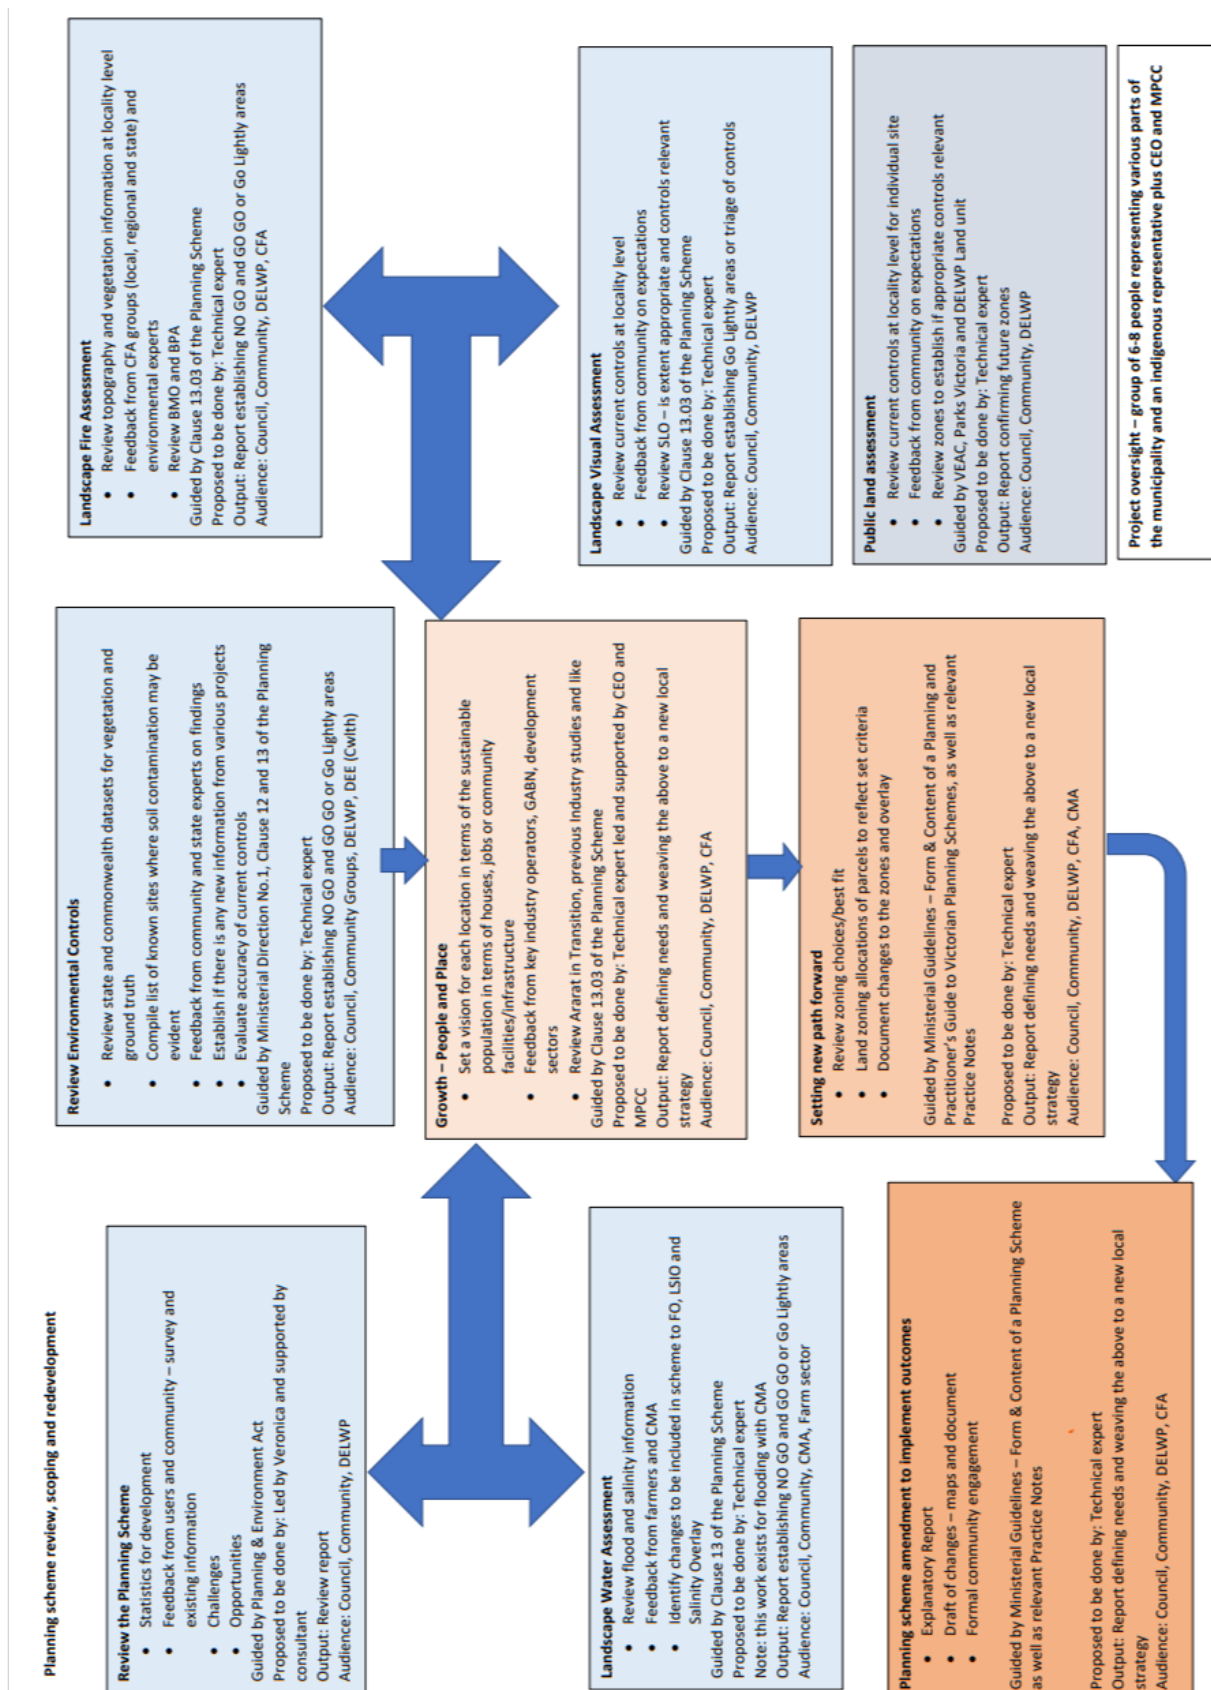 Planning scheme review, scoping and redevelopment
Review the Planning Scheme
• Statistics for development
• Feedback from users and community – survey and
existing information
• Challenges
• Opportunities
Guided by Planning & Environment Act
Proposed to be done by: Led by Veronica and supported by
consultant
Output: Review report
Audience: Council, Community, DELWP
Review Environmental Controls
• Review state and commonwealth datasets for vegetation and
ground truth
• Compile list of known sites where soil contamination may be
evident
• Feedback from community and state experts on findings
• Establish if there is any new information from various projects
• Evaluate accuracy of current controls
Guided by Ministerial Direction No.1, Clause 12 and 13 of the Planning
Scheme
Proposed to be done by: Technical expert
Output: Report establishing NO GO and GO GO or Go Lightly areas
Audience: Council, Community Groups, DELWP, DEE (Cwlth)
Landscape Fire Assessment
• Review topography and vegetation information at locality level
• Feedback from CFA groups (local, regional and state) and
environmental experts
• Review BMO and BPA
Guided by Clause 13.03 of the Planning Scheme
Proposed to be done by: Technical expert
Output: Report establishing NO GO and GO GO or Go Lightly areas
Audience: Council, Community, DELWP, CFA
Growth – People and Place
• Set a vision for each location in terms of the sustainable
population in terms of houses, jobs or community
facilities/infrastructure
• Feedback from key industry operators, GABN, development
sectors
• Review Ararat in Transition, previous Industry studies and like
Guided by Clause 13.03 of the Planning Scheme
Proposed to be done by: Technical expert led and supported by CEO and
MPCC
Output: Report defining needs and weaving the above to a new local
strategy
Audience: Council, Community, DELWP, CFA
Landscape Water Assessment
• Review flood and salinity information
• Feedback from farmers and CMA
• Identify changes to be included in scheme to FO, LSIO and
Salinity Overlay
Guided by Clause 13 of the Planning Scheme
Proposed to be done by: Technical expert
Note: this work exists for flooding with CMA
Output: Report establishing NO GO and GO GO or Go Lightly areas
Audience: Council, Community, CMA, Farm sector
Landscape Visual Assessment
• Review current controls at locality level
• Feedback from community on expectations
• Review SLO – is extent appropriate and controls relevant
Guided by Clause 13.03 of the Planning Scheme
Proposed to be done by: Technical expert
Output: Report establishing Go Lightly areas or triage of controls
Audience: Council, Community, DELWP
Setting new path forward
• Review zoning choices/best fit
• Land zoning allocations of parcels to reflect set criteria
• Document changes to the zones and overlay
Guided by Ministerial Guidelines – Form & Content of a Planning and
Practitioner's Guide to Victorian Planning Schemes, as well as relevant
Practice Notes
Proposed to be done by: Technical expert
Output: Report defining needs and weaving the above to a new local
strategy
Audience: Council, Community, DELWP, CFA, CMA
Public land assessment
• Review current controls at locality level for individual site
• Feedback from community on expectations
• Review zones to establish if appropriate controls relevant
Guided by VEAC, Parks Victoria and DELWP Land unit
Proposed to be done by: Technical expert
Output: Report confirming future zones
Audience: Council, Community, DELWP
Planning scheme amendment to implement outcomes
• Explanatory Report
• Draft of changes – maps and document
• Formal community engagement
Guided by Ministerial Guidelines – Form & Content of a Planning Scheme
as well as relevant Practice Notes
Proposed to be done by: Technical expert
Output: Report defining needs and weaving the above to a new local
strategy
Audience: Council, Community, DELWP, CFA
Project oversight – group of 6-8 people representing various parts of
the municipality and an indigenous representative plus CEO and MPCC